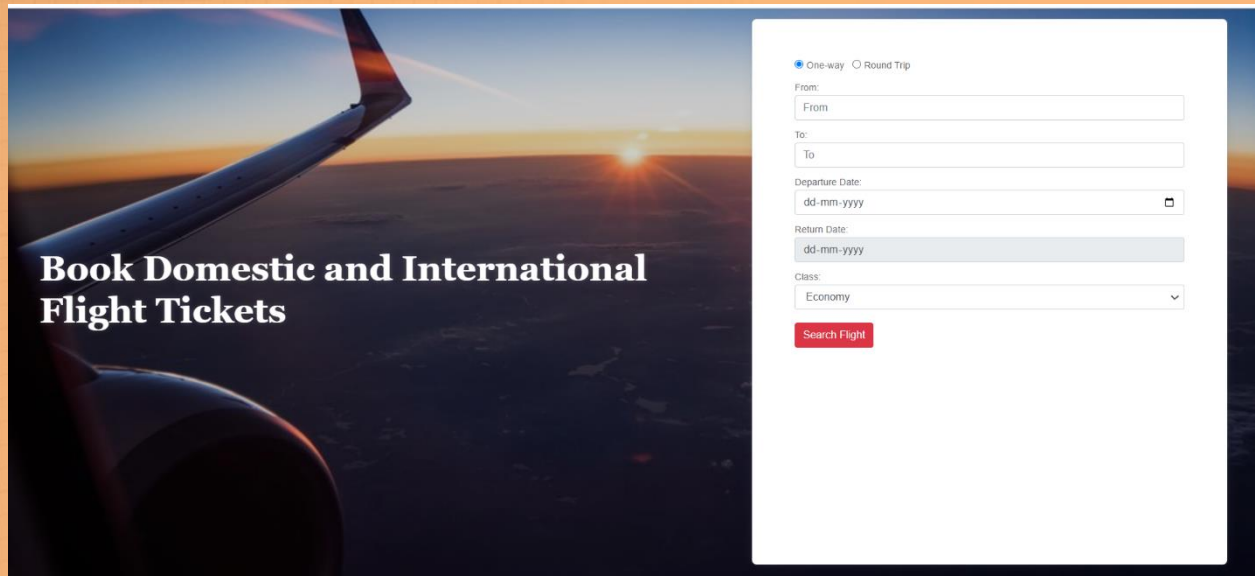 Book Domestic and International
Flight Tickets
One-way Round Trip
From:
From
To:
To
Departure Date:
dd-mm-yyyy
Return Date:
dd-mm-yyyy
Class:
Economy
Search Flight